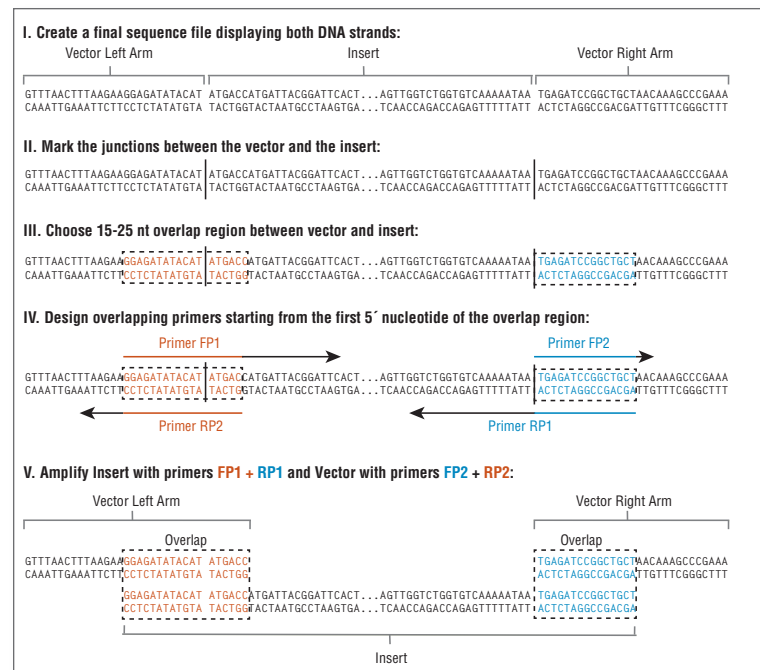 I. Create a final sequence file displaying both DNA strands:
Vector Left Arm Insert Vector Right Arm
GTTTAACTTTAAGAAGGAGATATACAT ATGACCATGATTACGGATTCACT...AGTTGGTCTGGTGTCAAAAATAA TGAGATCCGGCTGCTAACAAAGCCCGAAA
CAAATTGAAATTCTTCCTCTATATGTA TACTGGTACTAATGCCTAAGTGA...TCAACCAGACCAGAGTTTTTATT ACTCTAGGCCGACGATTGTTTCGGGCTTT
II. Mark the junctions between the vector and the insert:
GTTTAACTTTAAGAAGGAGATATACAT ATGACCATGATTACGGATTCACT...AGTTGGTCTGGTGTCAAAAATAA TGAGATCCGGCTGCTAACAAAGCCCGAAA
CAAATTGAAATTCTTCCTCTATATGTA TACTGGTACTAATGCCTAAGTGA...TCAACCAGACCAGAGTTTTTATT ACTCTAGGCCGACGATTGTTTCGGGCTTT
III. Choose 15-25 nt overlap region between vector and insert:
GTTTAACTTTAAGAAGGAGATATACAT ATGACCATGATTACGGATTCACT...AGTTGGTCTGGTGTCAAAAATAA TGAGATCCGGCTGCTAACAAAGCCCGAAA
CAAATTGAAATTCTTCCTCTATATGTA TACTGGTACTAATGCCTAAGTGA...TCAACCAGACCAGAGTTTTTATT ACTCTAGGCCGACGATTGTTTCGGGCTTT
IV. Design overlapping primers starting from the first 5´ nucleotide of the overlap region:
Primer FP1 Primer FP2
GTTTAACTTTAAGAAGGAGATATACAT ATGACCATGATTACGGATTCACT...AGTTGGTCTGGTGTCAAAAATAA TGAGATCCGGCTGCTAACAAAGCCCGAAA
CAAATTGAAATTCTTCCTCTATATGTA TACTGGTACTAATGCCTAAGTGA...TCAACCAGACCAGAGTTTTTATT ACTCTAGGCCGACGATTGTTTCGGGCTTT
Primer RP2 Primer RP1
V. Amplify Insert with primers FP1 + RP1 and Vector with primers FP2 + RP2:
Vector Left Arm Vector Right Arm
Overlap Overlap
GTTTAACTTTAAGAAGGAGATATACAT ATGACC TGAGATCCGGCTGCTAACAAAGCCCGAAA
CAAATTGAAATTCTTCCTCTATATGTA TACTGG ACTCTAGGCCGACGATTGTTTCGGGCTTT
GGAGATATACAT ATGACCATGATTACGGATTCACT...AGTTGGTCTGGTGTCAAAAATAA TGAGATCCGGCTGCT
CCTCTATATGTA TACTGGTACTAATGCCTAAGTGA...TCAACCAGACCAGAGTTTTTATT ACTCTAGGCCGACGA
Insert